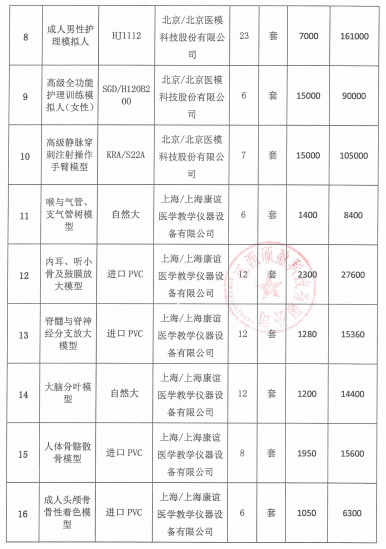 8 成人男性护理模拟人 HJ1112 北京/北京医模科技股份有限公司 23 套 7000 161000
9 高级全功能护理训练模拟人（女性） SGD/H120B200 北京/北京医模科技股份有限公司 6 套 15000 90000
10 高级静脉穿刺注射操作手臂模型 KRA/S22A 北京/北京医模科技股份有限公司 7 套 15000 105000
11 喉与气管、支气管树模型 自然大 上海/上海康谊医学教学仪器设备有限公司 6 套 1400 8400
12 内耳、听小骨及鼓膜放大模型 进口 PVC 上海/上海康谊医学教学仪器设备有限公司 12 套 2300 27600
13 脊髓与脊神经分支放大模型 进口 PVC 上海/上海康谊医学教学仪器设备有限公司 12 套 1280 15360
14 大脑分叶模型 自然大 上海/上海康谊医学教学仪器设备有限公司 12 套 1200 14400
15 人体骨骼散骨模型 进口 PVC 上海/上海康谊医学教学仪器设备有限公司 8 套 1950 15600
16 成人头颅骨骨性着色模型 进口 PVC 上海/上海康谊医学教学仪器设备有限公司 6 套 1050 6300